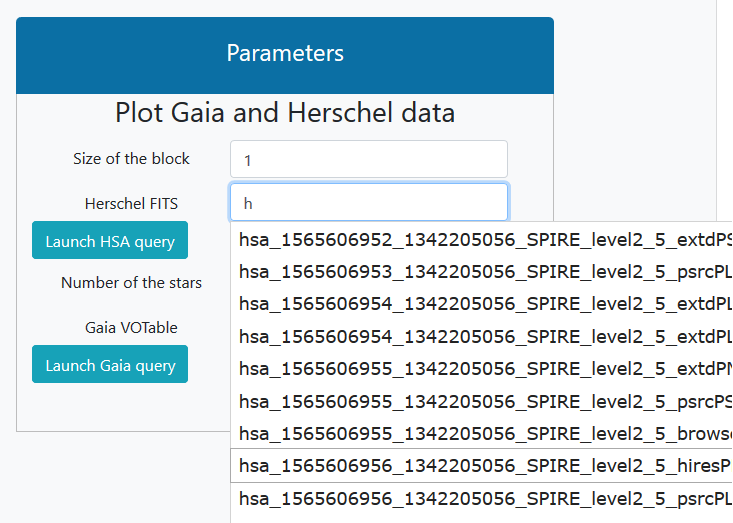 Parameters
Plot Gaia and Herschel data
Size of the block 1
Herschel FITS h
Launch HSA query
Number of the stars
Gaia VOTable
Launch Gaia query
hsa_1565606952_1342205056_SPIRE_level2_5_extdPS
hsa_1565606953_1342205056_SPIRE_level2_5_psrcPL
hsa_1565606954_1342205056_SPIRE_level2_5_extdPL
hsa_1565606954_1342205056_SPIRE_level2_5_extdPL
hsa_1565606955_1342205056_SPIRE_level2_5_extdPM
hsa_1565606955_1342205056_SPIRE_level2_5_psrcPS
hsa_1565606955_1342205056_SPIRE_level2_5_brows
hsa_1565606956_1342205056_SPIRE_level2_5_hiresP
hsa_1565606956_1342205056_SPIRE_level2_5_psrcPL